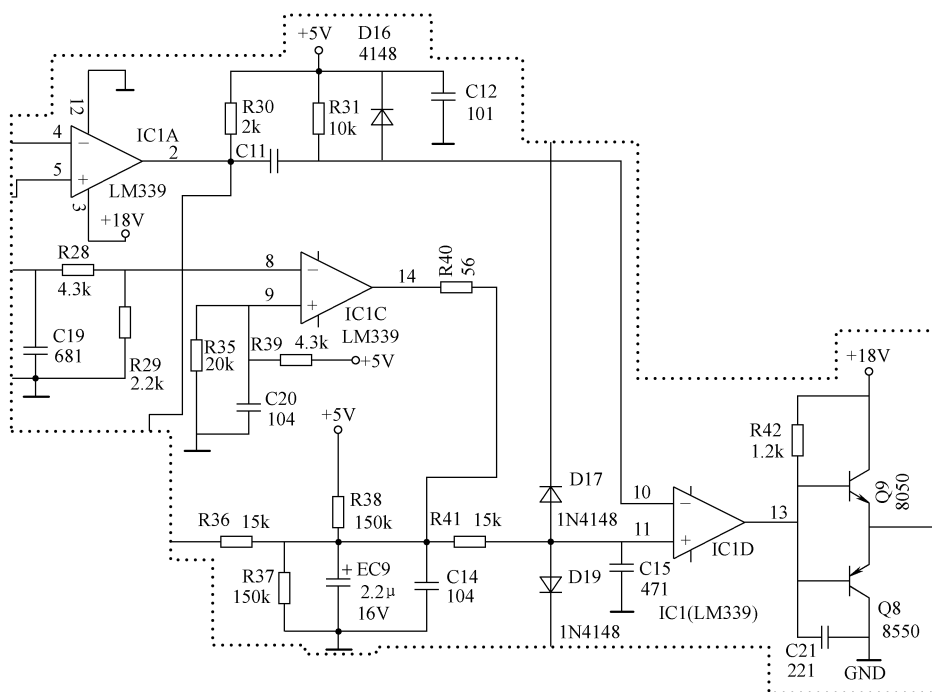 +5V
D16
4148
12
4
5
3
IC1A
2
LM339
+18V
R30
2k
C11
R31
10k
C12
101
R28
4.3k
8
9
14
IC1C
LM339
R40
56
C19
681
R29
2.2k
R35
20k
R39
4.3k
+5V
C20
104
+5V
+18V
R42
1.2k
Q9
8050
D17
1N4148
10
11
13
IC1D
R36
15k
R38
150k
R41
15k
R37
150k
+
EC9
2.2μ
16V
C14
104
D19
1N4148
C15
471
IC1(LM339)
Q8
8550
C21
221
GND